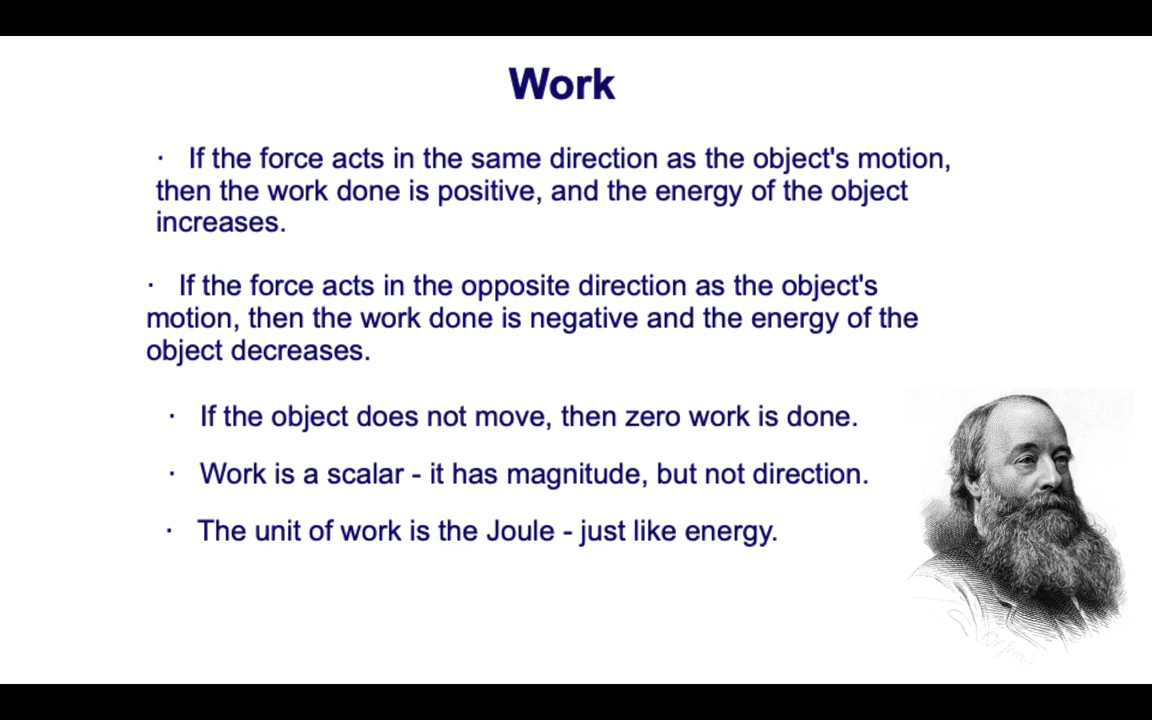 Work
· If the force acts in the same direction as the object's motion,
then the work done is positive, and the energy of the object
increases.
· If the force acts in the opposite direction as the object's
motion, then the work done is negative and the energy of the
object decreases.
· If the object does not move, then zero work is done.
· Work is a scalar - it has magnitude, but not direction.
· The unit of work is the Joule - just like energy.